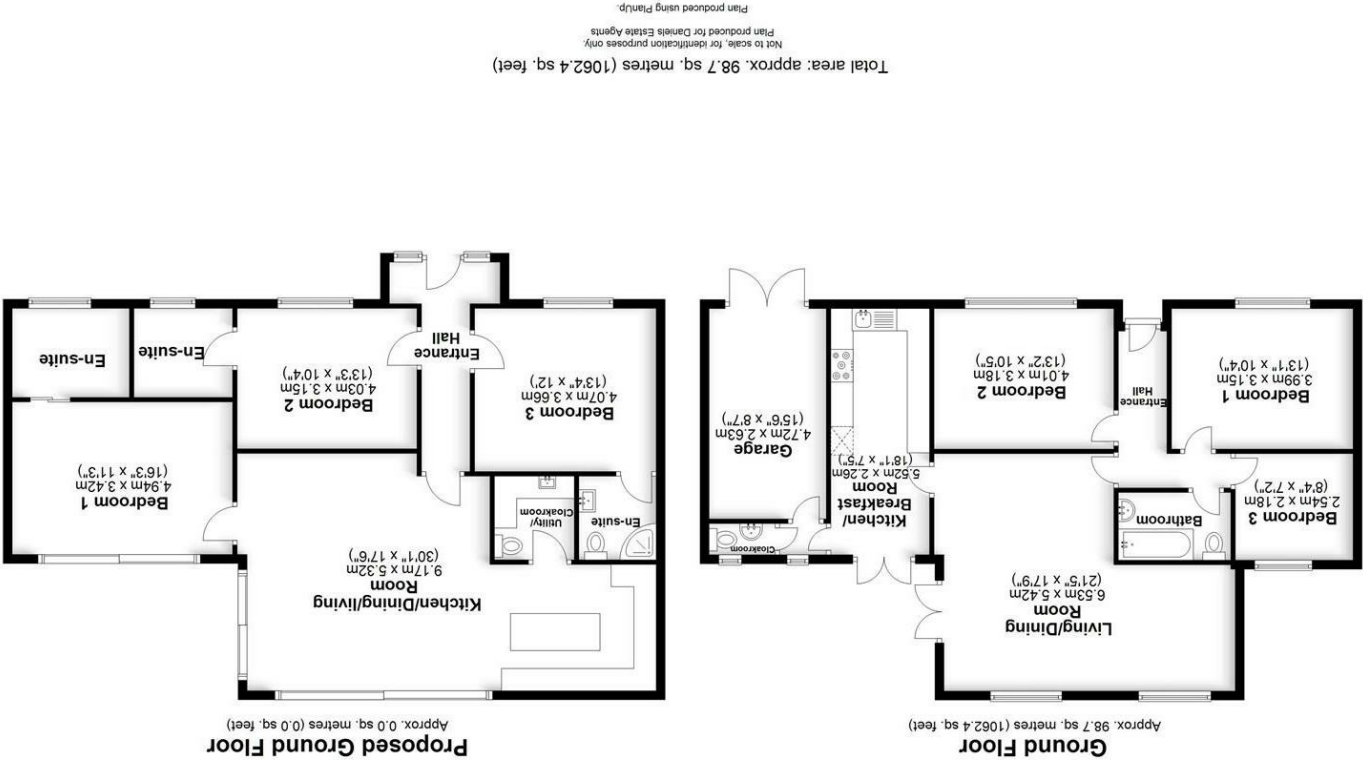 Ground Floor
Approx. 98.7 sq. metres (1062.4 sq. feet)
Living/Dining
Room
6.53m x 5.42m
(21'5" x 17'9")
Bedroom 3
2.54m x 2.18m
(8'4" x 7'2")
Bathroom
Cloakroom
Kitchen/
Breakfast
Room
5.52m x 2.26m
(18'1" x 7'5")
Garage
4.72m x 2.63m
(15'6" x 8'7")
Bedroom 1
3.99m x 3.15m
(13'1" x 10'4")
Entrance
Hall
Bedroom 2
4.01m x 3.18m
(13'2" x 10'5")
Proposed Ground Floor
Approx. 0.0 sq. metres (0.0 sq. feet)
Kitchen/Dining/living
Room
9.17m x 5.32m
(30'1" x 17'6")
En-suite
Utility/
Cloakroom
Bedroom 1
4.94m x 3.42m
(16'3" x 11'3")
Bedroom 3
4.07m x 3.66m
(13'4" x 12')
Entrance
Hall
Bedroom 2
4.03m x 3.15m
(13'3" x 10'4")
En-suite
En-suite
Total area: approx. 98.7 sq. metres (1062.4 sq. feet)
Not to scale, for identification purposes only.
Plan produced for Daniels Estate Agents
Plan produced using PlanUp.